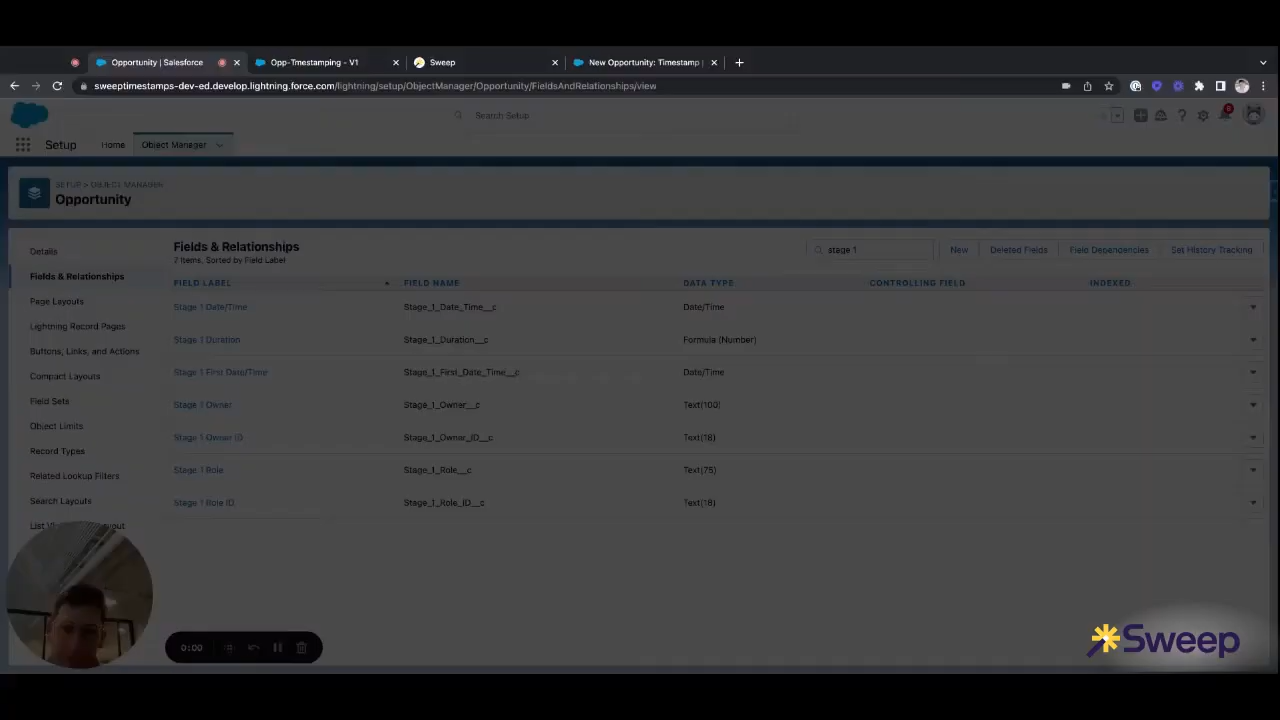 Opportunity | Salesforce
Opp-Tmestamping - V1
Sweep
New Opportunity: Timestamp |
sweeptimestamps-dev-ed.develop.lightning.force.com/lightning/setup/ObjectManager/Opportunity/FieldsAndRelationships/view
Search Setup
8
Setup
Home
Object Manager
SETUP > OBJECT MANAGER
Opportunity
Details
Fields & Relationships
Page Layouts
Lightning Record Pages
Buttons, Links, and Actions
Compact Layouts
Field Sets
Object Limits
Record Types
Related Lookup Filters
Search Layouts
Fields & Relationships
7 Items, Sorted by Field Label
stage 1
New
Deleted Fields
Field Dependencies
Set History Tracking
FIELD LABEL FIELD NAME DATA TYPE CONTROLLING FIELD INDEXED
Stage 1 Date/Time Stage_1_Date_Time__c Date/Time
Stage 1 Duration Stage_1_Duration__c Formula (Number)
Stage 1 First Date/Time Stage_1_First_Date_Time__c Date/Time
Stage 1 Owner Stage_1_Owner__c Text(100)
Stage 1 Owner ID Stage_1_Owner_ID__c Text(18)
Stage 1 Role Stage_1_Role__c Text(75)
Stage 1 Role ID Stage_1_Role_ID__c Text(18)
0:00
Sweep